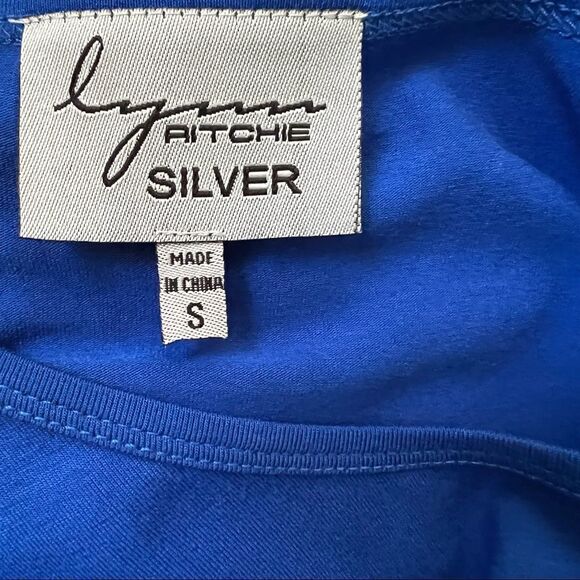 lynn
RITCHIE
SILVER
MADE
IN CHINA
S